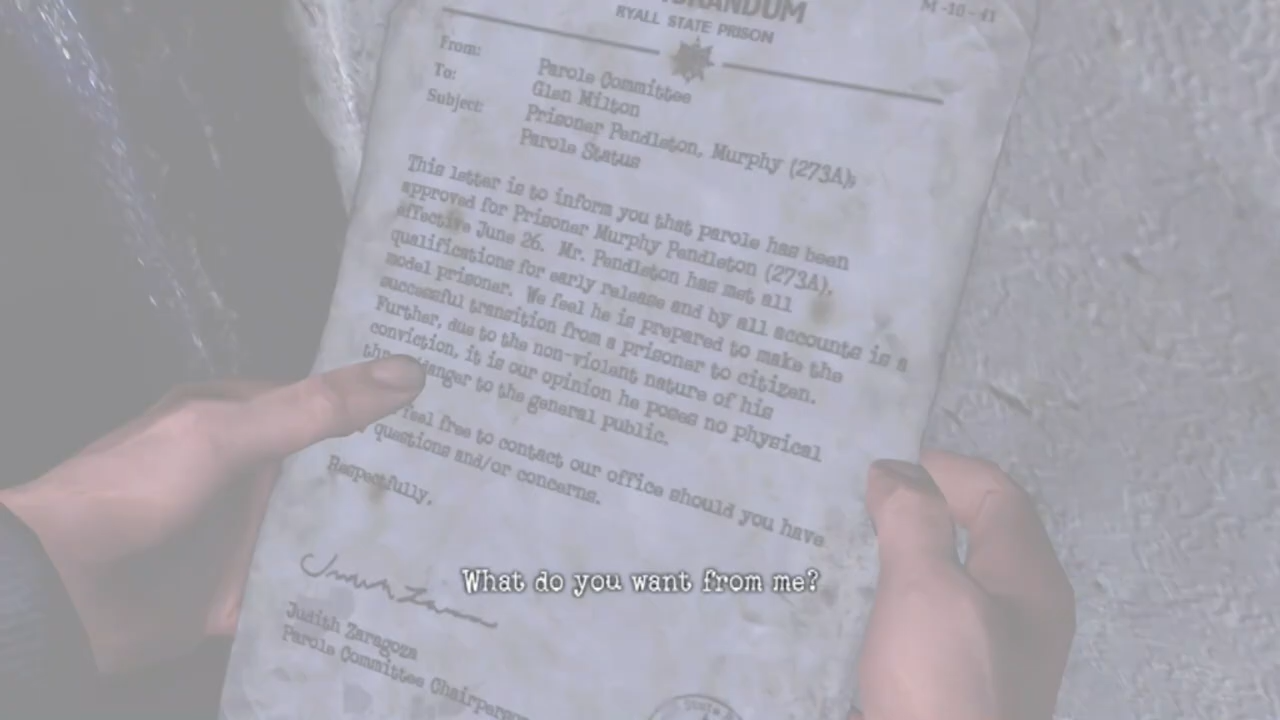 RYALL STATE PRISON
M-10-41
From: Parole Committee
To: Glen Milton
Subject: Prisoner Pendleton, Murphy (273A);
Parole Status
This letter is to inform you that parole has been
approved for Prisoner Murphy Pendleton (273A),
effective June 26. Mr. Pendleton has met all
qualifications for early release and by all accounts is a
model prisoner. We feel he is prepared to make the
successful transition from a prisoner to citizen.
Further, due to the non-violent nature of his
conviction, it is our opinion he poses no physical
danger to the general public.
feel free to contact our office should you have
questions and/or concerns.
Respectfully,
What do you want from me?
Judith Zaragoza
Parole Committee Chairperson
State